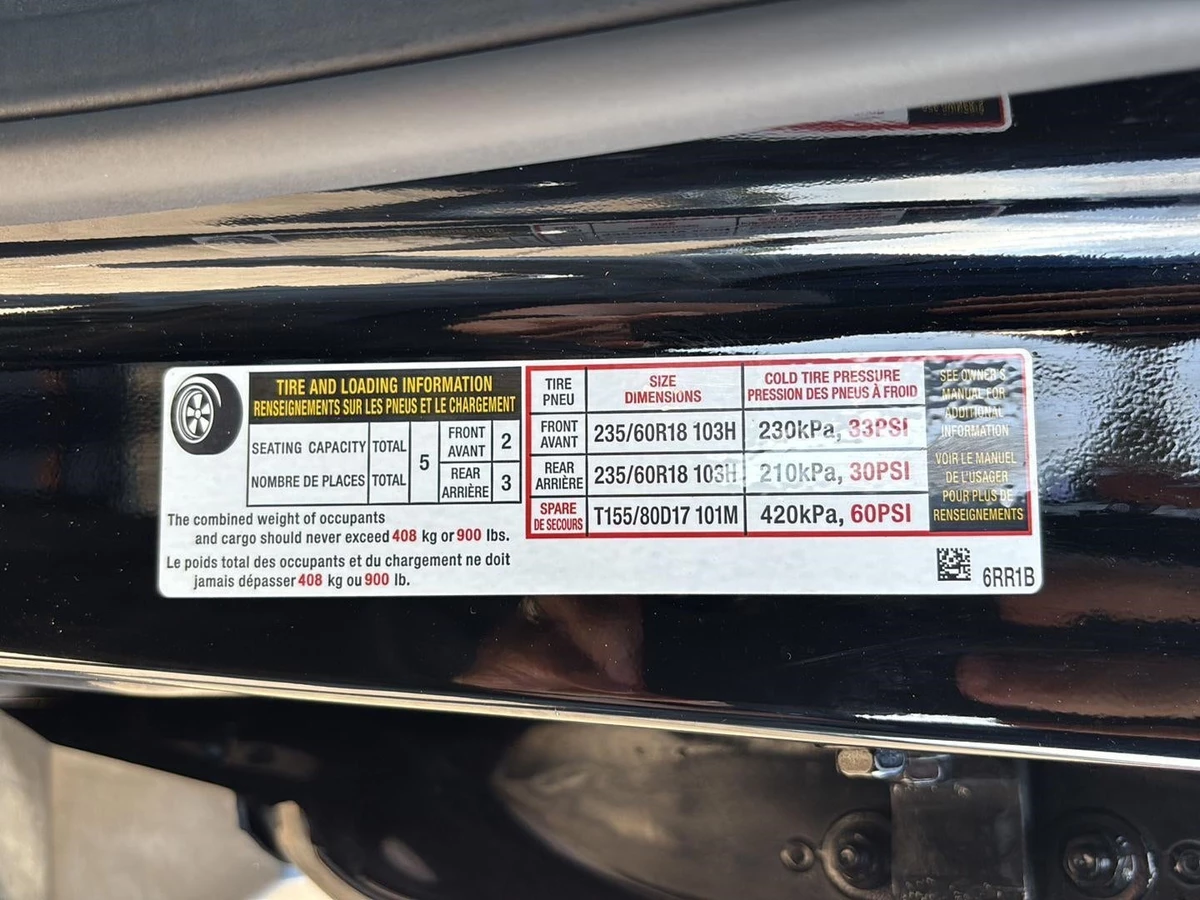 TIRE AND LOADING INFORMATION
RENSEIGNEMENTS SUR LES PNEUS ET LE CHARGEMENT
SEATING CAPACITY TOTAL 5 FRONT AVANT 2
NOMBRE DE PLACES TOTAL REAR ARRIÈRE 3
The combined weight of occupants
and cargo should never exceed 408 kg or 900 lbs.
Le poids total des occupants et du chargement ne doit
jamais dépasser 408 kg ou 900 lb.
TIRE PNEU SIZE DIMENSIONS COLD TIRE PRESSURE PRESSION DES PNEUS À FROID
FRONT AVANT 235/60R18 103H 230kPa, 33PSI
REAR ARRIÈRE 235/60R18 103H 210kPa, 30PSI
SPARE DE SECOURS T155/80D17 101M 420kPa, 60PSI
SEE OWNER'S
MANUAL FOR
ADDITIONAL
INFORMATION
VOIR LE MANUEL
DE L'USAGER
POUR PLUS DE
RENSEIGNEMENTS
6RR1B